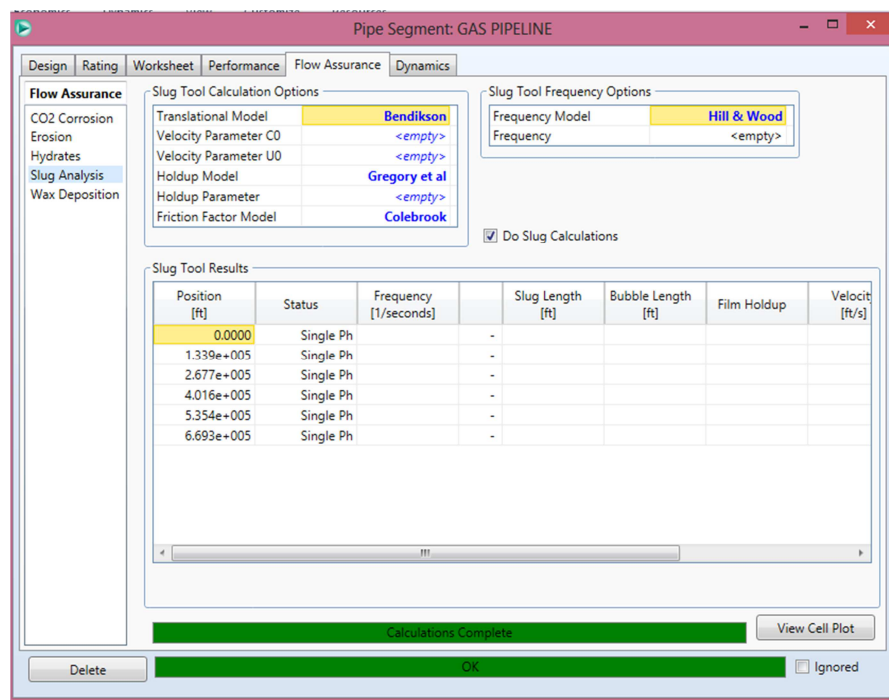 Economics Dynamics View Customize Resources
Pipe Segment: GAS PIPELINE
Design Rating Worksheet Performance Flow Assurance Dynamics
Flow Assurance
CO2 Corrosion
Erosion
Hydrates
Slug Analysis
Wax Deposition
Slug Tool Calculation Options
Translational Model Bendikson
Velocity Parameter C0 <empty>
Velocity Parameter U0 <empty>
Holdup Model Gregory et al
Holdup Parameter <empty>
Friction Factor Model Colebrook
Slug Tool Frequency Options
Frequency Model Hill & Wood
Frequency <empty>
Do Slug Calculations
Slug Tool Results
Position Status Frequency Slug Length Bubble Length Film Holdup Velocit
[ft] [1/seconds] [ft] [ft] [ft/s]
0.0000 Single Ph -
1.339e+005 Single Ph -
2.677e+005 Single Ph -
4.016e+005 Single Ph -
5.354e+005 Single Ph -
6.693e+005 Single Ph -
Calculations Complete
View Cell Plot
Delete
OK
Ignored